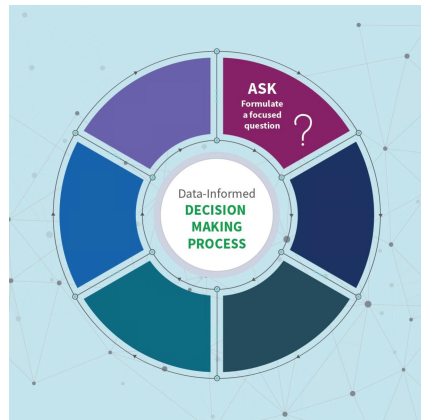 ASK
Formulate
a focused
question
?
Data-Informed
DECISION
MAKING
PROCESS